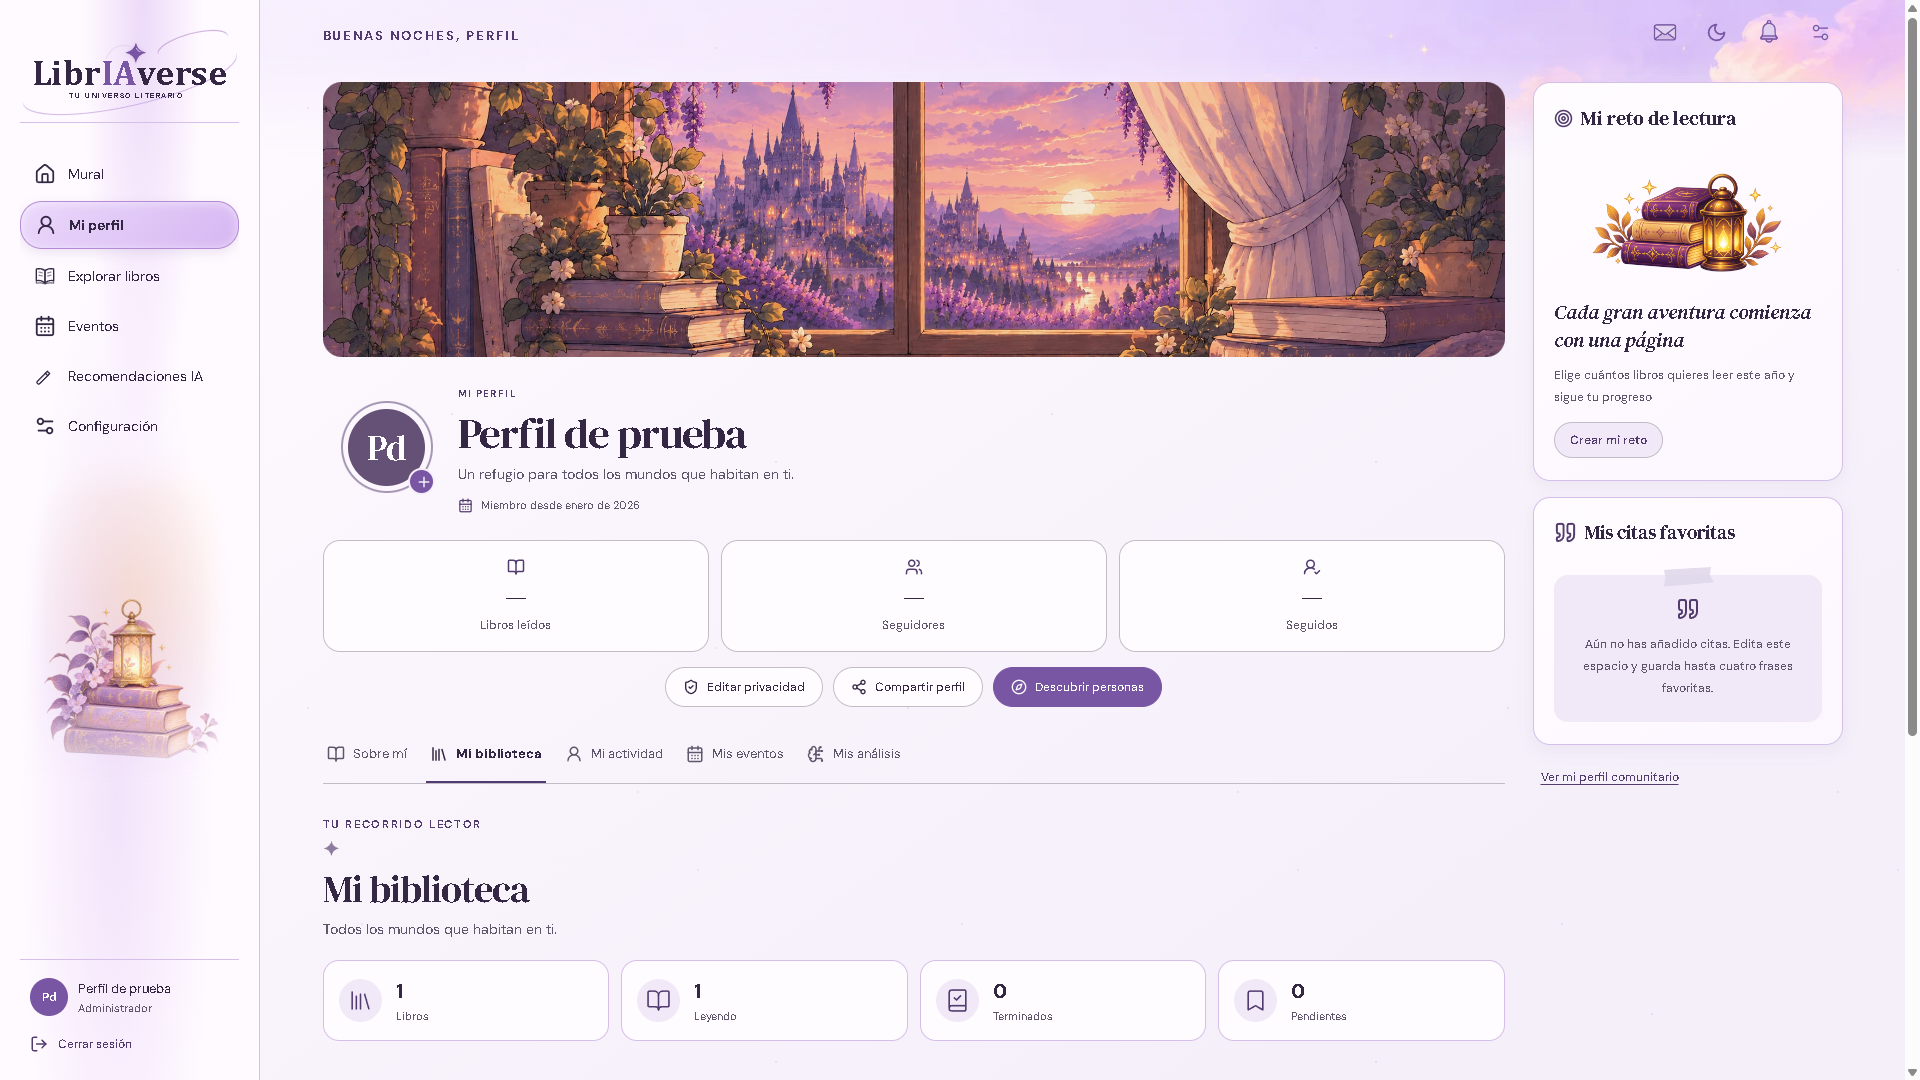 LibrIAverse
TU UNIVERSO LITERARIO
Mural
Mi perfil
Explorar libros
Eventos
Recomendaciones IA
Configuración
Pd
Perfil de prueba
Administrador
Cerrar sesión
BUENAS NOCHES, PERFIL
Pd
MI PERFIL
Perfil de prueba
Un refugio para todos los mundos que habitan en ti.
Miembro desde enero de 2026
—
Libros leídos
—
Seguidores
—
Seguidos
Editar privacidad
Compartir perfil
Descubrir personas
Sobre mí
Mi biblioteca
Mi actividad
Mis eventos
Mis análisis
TU RECORRIDO LECTOR
Mi biblioteca
Todos los mundos que habitan en ti.
1
Libros
1
Leyendo
0
Terminados
0
Pendientes
Mi reto de lectura
Cada gran aventura comienza
con una página
Elige cuántos libros quieres leer este año y
sigue tu progreso
Crear mi reto
Mis citas favoritas
Aún no has añadido citas. Edita este
espacio y guarda hasta cuatro frases
favoritas.
Ver mi perfil comunitario